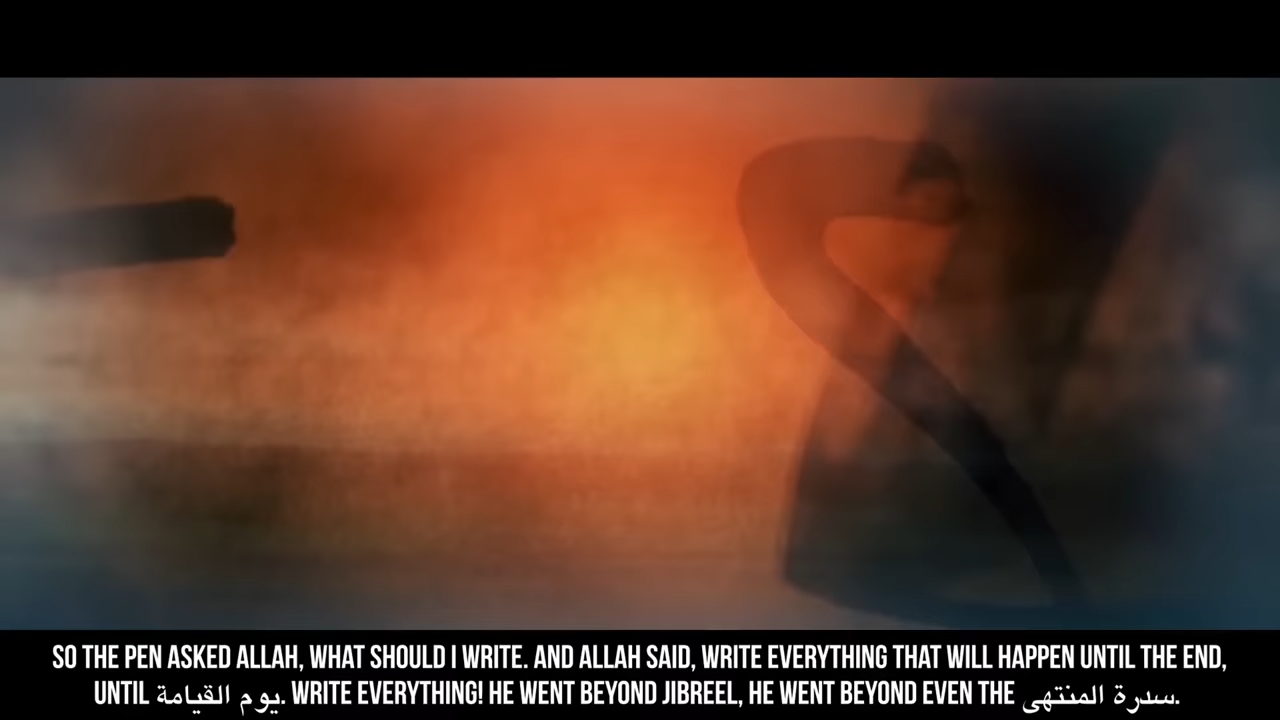 SO THE PEN ASKED ALLAH, WHAT SHOULD I WRITE. AND ALLAH SAID, WRITE EVERYTHING THAT WILL HAPPEN UNTIL THE END,
UNTIL يوم القيامة. WRITE EVERYTHING! HE WENT BEYOND JIBREEL, HE WENT BEYOND EVEN THE سدرة المنتهى.